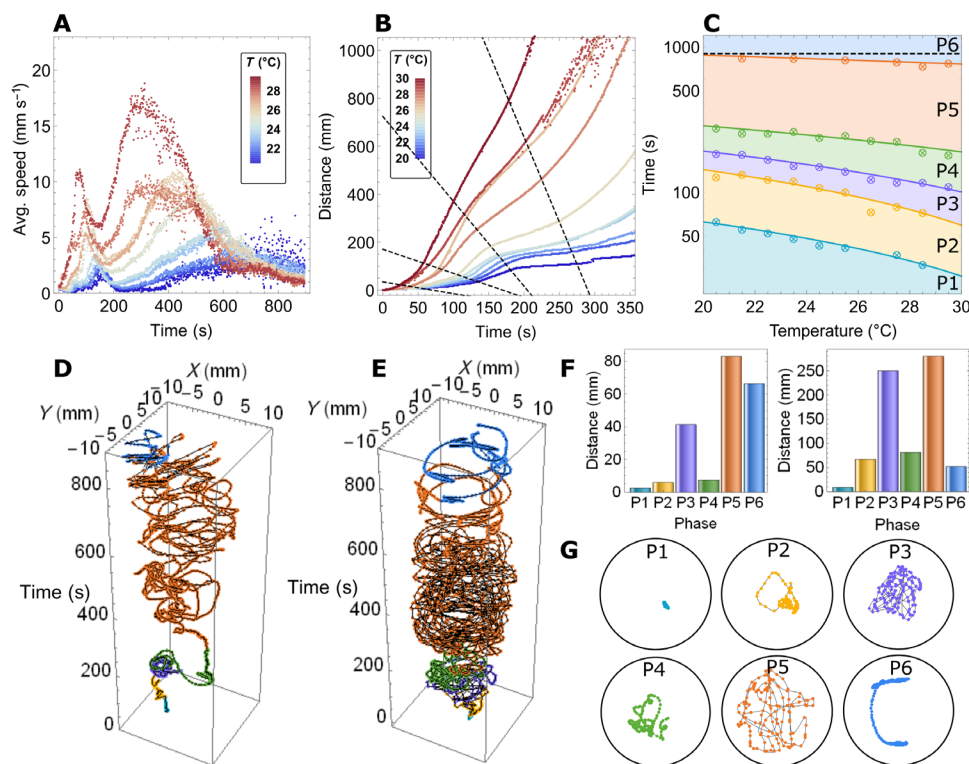 A
Avg. speed (mm s⁻¹)
20
15
10
5
0
T (°C)
28
26
24
22
0 200 400 600 800
Time (s)
B
Distance (mm)
1000
800
600
400
200
0
T (°C)
30
28
26
24
22
20
0 50 100 150 200 250 300 350
Time (s)
C
Time (s)
1000
500
100
50
P6
P5
P4
P3
P2
P1
20 22 24 26 28 30
Temperature (°C)
D
X (mm)
-10 -5 0 5 10
Y (mm)
10
5
0
-5
-10
800
600
Time (s)
400
200
0
E
X (mm)
-10 -5 0 5 10
Y (mm)
10
5
0
-5
-10
800
600
Time (s)
400
200
0
F
Distance (mm)
80
60
40
20
0
P1 P2 P3 P4 P5 P6
Distance (mm)
250
200
150
100
50
0
P1 P2 P3 P4 P5 P6
Phase
G
P1
P2
P3
P4
P5
P6